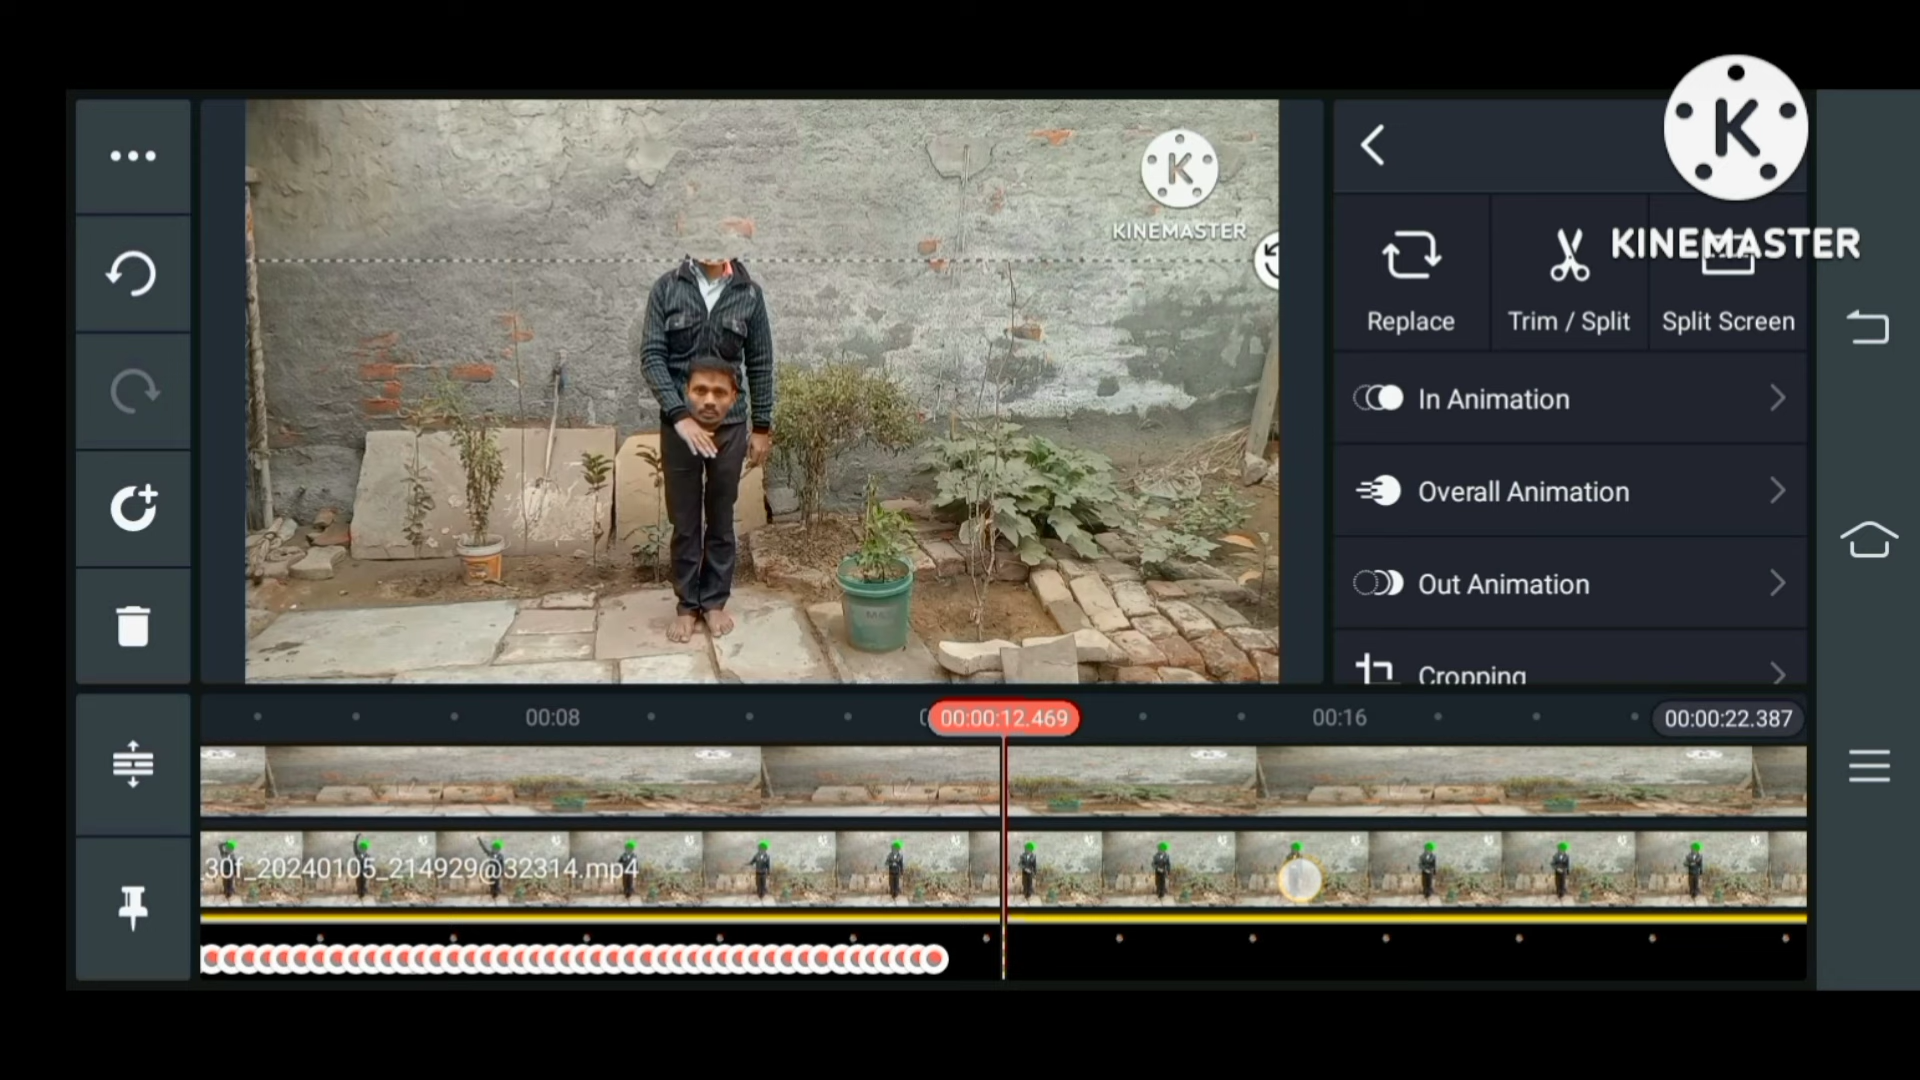 K
KINEMASTER
K
KINEMASTER
Replace
Trim / Split
Split Screen
In Animation
Overall Animation
Out Animation
Cropping
00:08
00:00:12.469
00:16
00:00:22.387
30f_20240105_214929@32314.mp4